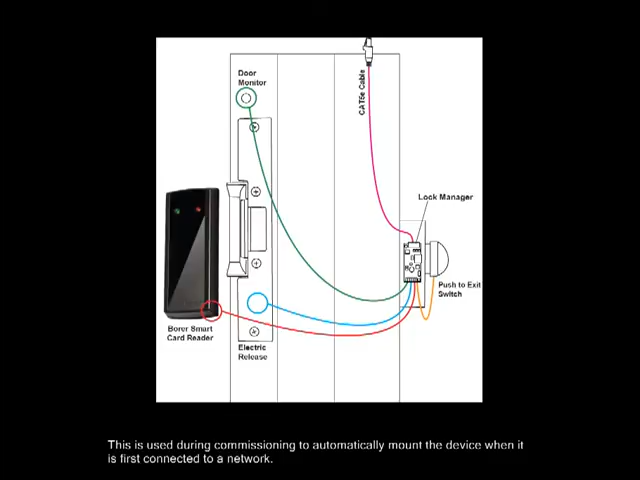 Door
Monitor
CAT5e Cable
Lock Manager
Push to Exit
Switch
Borer Smart
Card Reader
Electric
Release
This is used during commissioning to automatically mount the device when it
is first connected to a network.